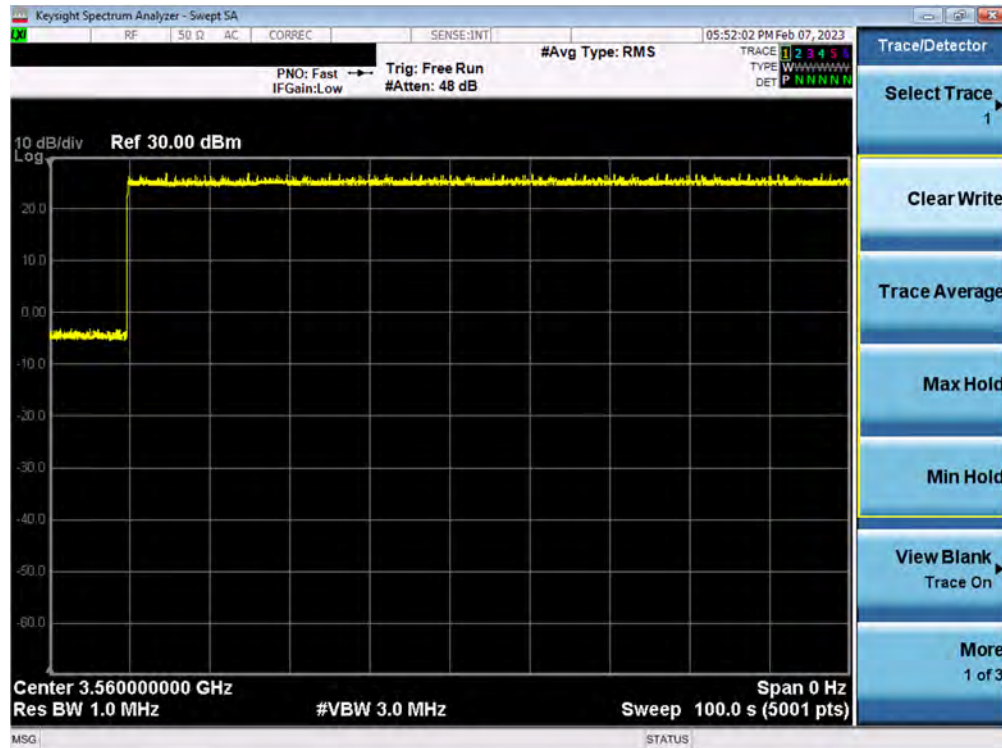 Keysight Spectrum Analyzer - Swept SA
LXI RF 50 Ω AC CORREC SENSE:INT 05:52:02 PM Feb 07, 2023
#Avg Type: RMS
TRACE 1 2 3 4 5 6
PNO: Fast Trig: Free Run
TYPE W
IFGain:Low #Atten: 48 dB
DET P N N N N N
10 dB/div Ref 30.00 dBm
Log
20.0
10.0
0.00
-10.0
-20.0
-30.0
-40.0
-50.0
-60.0
Center 3.560000000 GHz Span 0 Hz
Res BW 1.0 MHz #VBW 3.0 MHz Sweep 100.0 s (5001 pts)
MSG STATUS
Trace/Detector
Select Trace
1
Clear Write
Trace Average
Max Hold
Min Hold
View Blank
Trace On
More
1 of 3